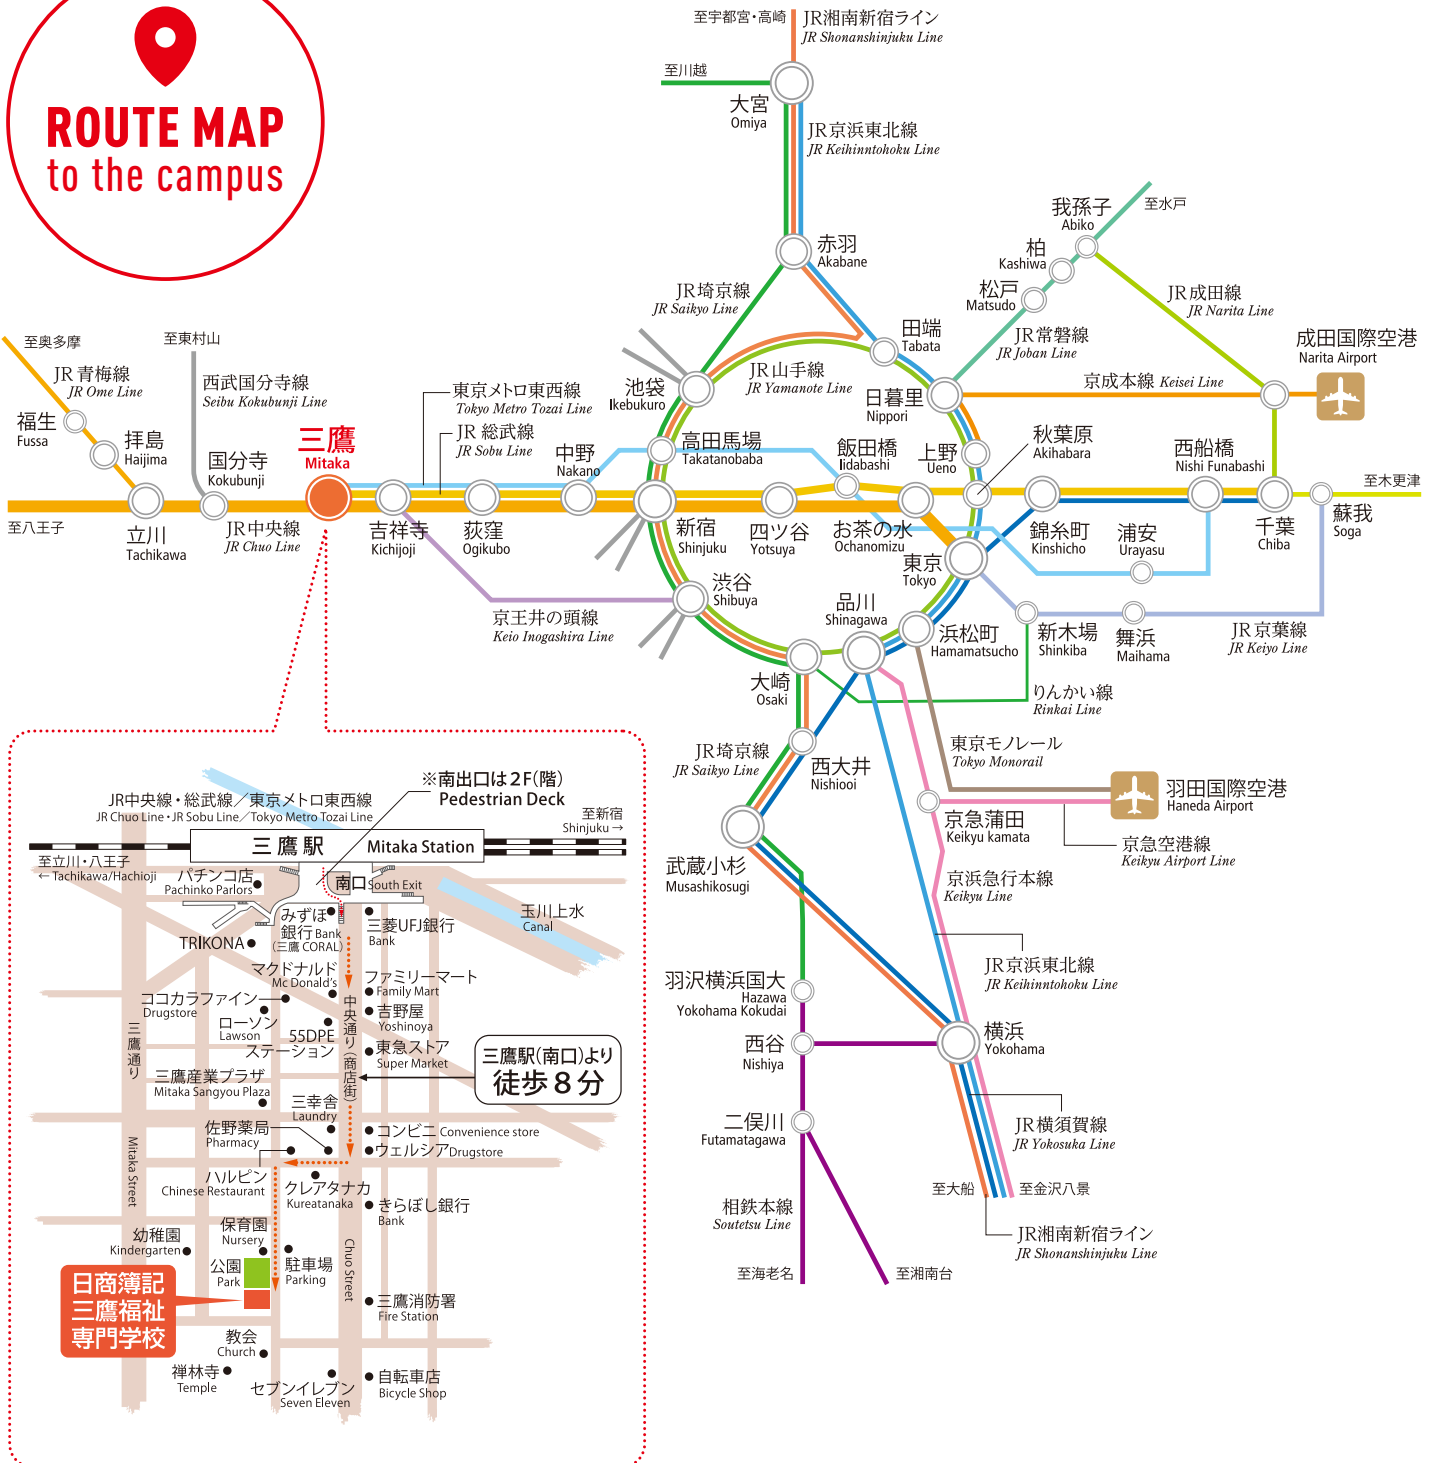 ROUTE MAP
to the campus
至宇都宮・高崎
JR湘南新宿ライン
JR Shonanshinjuku Line
至川越
大宮
Omiya
JR京浜東北線
JR Keihinntohoku Line
赤羽
Akabane
我孫子
Abiko
至水戸
柏
Kashiwa
松戸
Matsudo
JR埼京線
JR Saikyo Line
JR成田線
JR Narita Line
JR常磐線
JR Joban Line
田端
Tabata
成田国際空港
Narita Airport
至奥多摩
至東村山
JR 青梅線
JR Ome Line
西武国分寺線
Seibu Kokubunji Line
東京メトロ東西線
Tokyo Metro Tozai Line
池袋
Ikebukuro
JR山手線
JR Yamanote Line
日暮里
Nippori
京成本線 Keisei Line
福生
Fussa
拝島
Haijima
国分寺
Kokubunji
三鷹
Mitaka
JR 総武線
JR Sobu Line
中野
Nakano
高田馬場
Takatanobaba
飯田橋
Iidabashi
上野
Ueno
秋葉原
Akihabara
西船橋
Nishi Funabashi
至木更津
至八王子
立川
Tachikawa
JR中央線
JR Chuo Line
吉祥寺
Kichijoji
荻窪
Ogikubo
新宿
Shinjuku
四ツ谷
Yotsuya
お茶の水
Ochanomizu
東京
Tokyo
錦糸町
Kinshicho
浦安
Urayasu
千葉
Chiba
蘇我
Soga
京王井の頭線
Keio Inogashira Line
渋谷
Shibuya
品川
Shinagawa
浜松町
Hamamatsucho
新木場
Shinkiba
舞浜
Maihama
JR京葉線
JR Keiyo Line
大崎
Osaki
りんかい線
Rinkai Line
JR埼京線
JR Saikyo Line
西大井
Nishiooi
東京モノレール
Tokyo Monorail
羽田国際空港
Haneda Airport
京急蒲田
Keikyu kamata
京急空港線
Keikyu Airport Line
武蔵小杉
Musashikosugi
京浜急行本線
Keikyu Line
JR京浜東北線
JR Keihinntohoku Line
羽沢横浜国大
Hazawa
Yokohama Kokudai
西谷
Nishiya
横浜
Yokohama
二俣川
Futamatagawa
JR横須賀線
JR Yokosuka Line
至大船
至金沢八景
相鉄本線
Soutetsu Line
JR湘南新宿ライン
JR Shonanshinjuku Line
至海老名
至湘南台
※南出口は2F(階)
Pedestrian Deck
JR中央線・総武線／東京メトロ東西線
JR Chuo Line・JR Sobu Line／Tokyo Metro Tozai Line
至新宿
Shinjuku →
三鷹駅 Mitaka Station
至立川・八王子
← Tachikawa/Hachioji
パチンコ店
Pachinko Parlors
南口 South Exit
みずほ
銀行 Bank
(三鷹 CORAL)
三菱UFJ銀行
Bank
玉川上水
Canal
TRIKONA
マクドナルド
Mc Donald's
ファミリーマート
Family Mart
ココカラファイン
Drugstore
吉野屋
Yoshinoya
ローソン
Lawson
55DPE
ステーション
東急ストア
Super Market
中央通り(商店街)
三鷹通り
三鷹駅(南口)より
徒歩8分
三鷹産業プラザ
Mitaka Sangyou Plaza
三幸舎
Laundry
佐野薬局
Pharmacy
コンビニ Convenience store
ウェルシア Drugstore
Mitaka Street
ハルピン
Chinese Restaurant
クレアタナカ
Kureatanaka
きらぼし銀行
Bank
保育園
Nursery
幼稚園
Kindergarten
公園
Park
駐車場
Parking
Chuo Street
日商簿記
三鷹福祉
専門学校
三鷹消防署
Fire Station
教会
Church
禅林寺
Temple
セブンイレブン
Seven Eleven
自転車店
Bicycle Shop